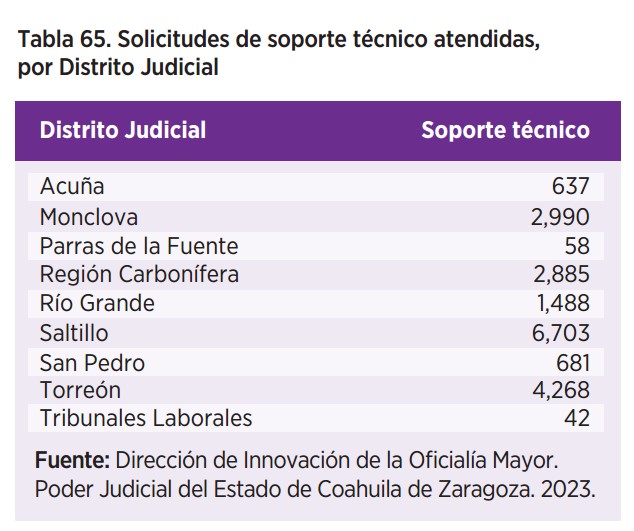 Tabla 65. Solicitudes de soporte técnico atendidas,
por Distrito Judicial
Distrito Judicial Soporte técnico
Acuña 637
Monclova 2,990
Parras de la Fuente 58
Región Carbonífera 2,885
Río Grande 1,488
Saltillo 6,703
San Pedro 681
Torreón 4,268
Tribunales Laborales 42
Fuente: Dirección de Innovación de la Oficialía Mayor.
Poder Judicial del Estado de Coahuila de Zaragoza. 2023.